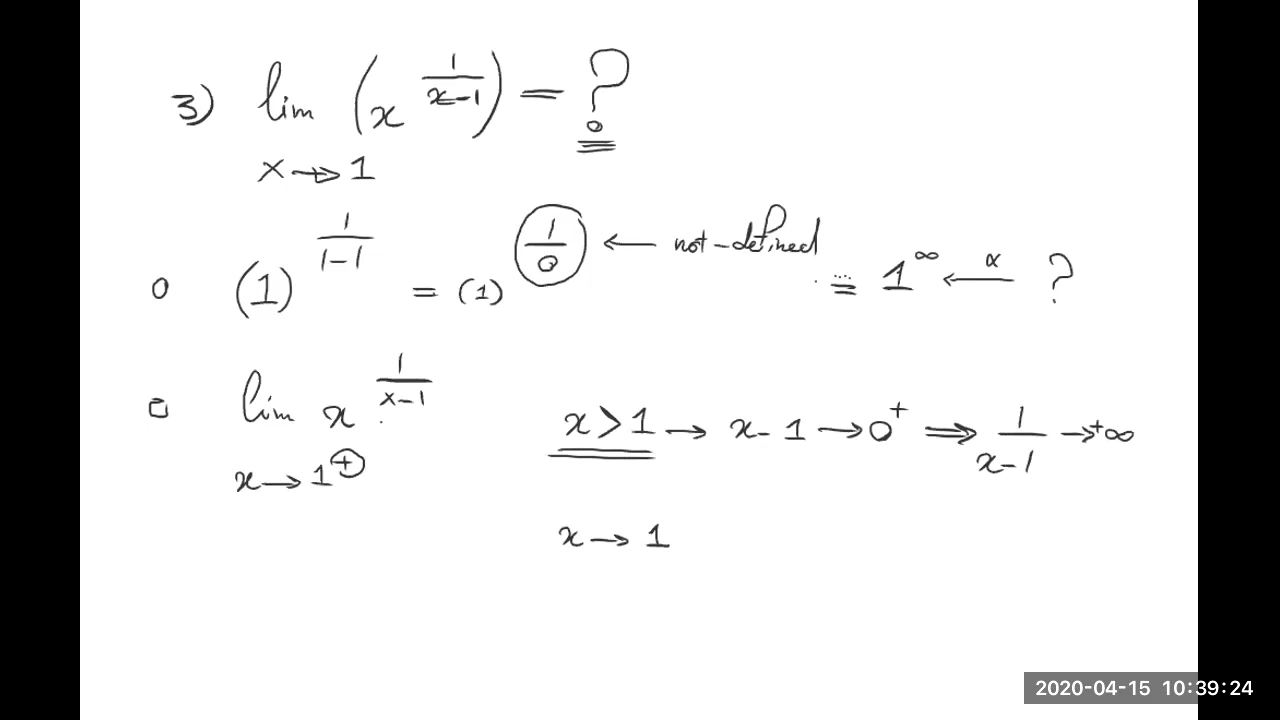 3) lim (x^(1/(x-1))) = ?
x → 1
o (1)^(1/(1-1)) = (1)^(1/0) ← not-defined = 1^∞ ← ?
o lim x^(1/(x-1)) x > 1 → x - 1 → 0⁺ ⇒ 1/(x-1) → +∞
x → 1⁺
x → 1
2020-04-15 10:39:24